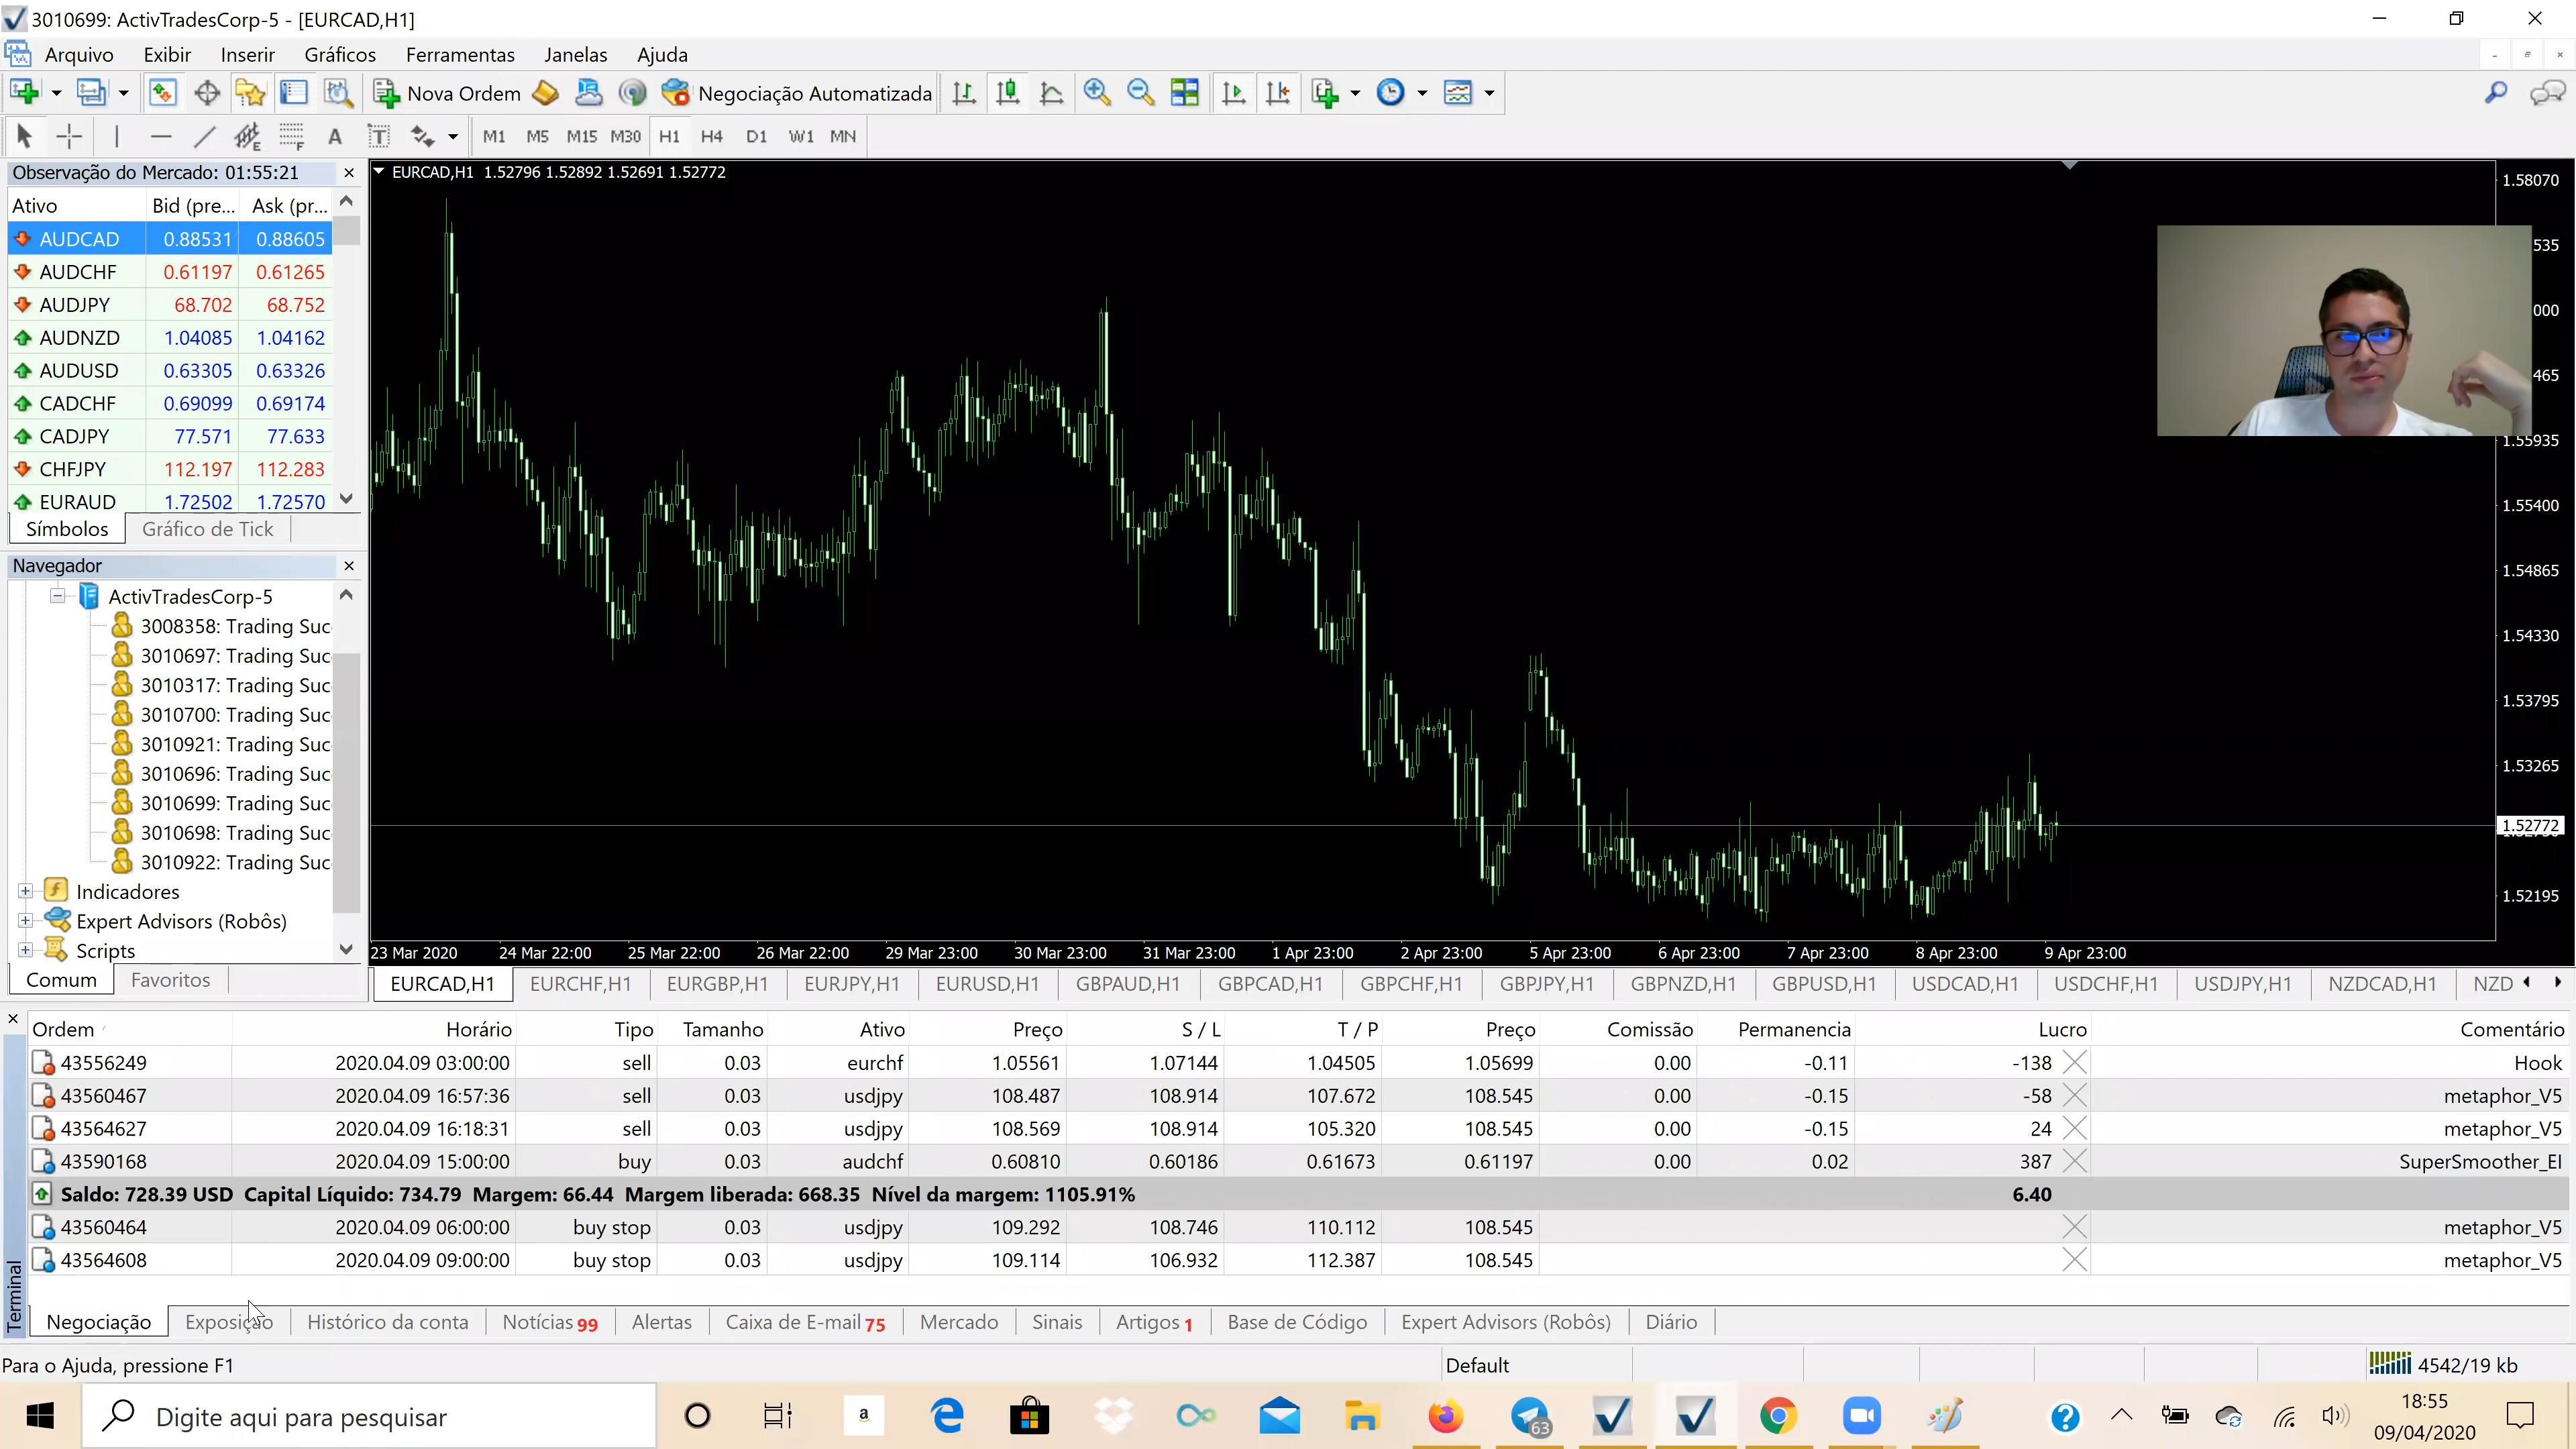 3010699: ActivTradesCorp-5 - [EURCAD,H1]
Arquivo Exibir Inserir Gráficos Ferramentas Janelas Ajuda
Nova Ordem Negociação Automatizada
M1 M5 M15 M30 H1 H4 D1 W1 MN
Observação do Mercado: 01:55:21
Ativo Bid (pre... Ask (pr...
AUDCAD 0.88531 0.88605
AUDCHF 0.61197 0.61265
AUDJPY 68.702 68.752
AUDNZD 1.04085 1.04162
AUDUSD 0.63305 0.63326
CADCHF 0.69099 0.69174
CADJPY 77.571 77.633
CHFJPY 112.197 112.283
EURAUD 1.72502 1.72570
Símbolos Gráfico de Tick
Navegador
ActivTradesCorp-5
3008358: Trading Suc
3010697: Trading Suc
3010317: Trading Suc
3010700: Trading Suc
3010921: Trading Suc
3010696: Trading Suc
3010699: Trading Suc
3010698: Trading Suc
3010922: Trading Suc
Indicadores
Expert Advisors (Robôs)
Scripts
Comum Favoritos
EURCAD,H1 1.52796 1.52892 1.52691 1.52772
1.58070
535
000
465
1.55935
1.55400
1.54865
1.54330
1.53795
1.53265
1.52772
1.52195
23 Mar 2020 24 Mar 22:00 25 Mar 22:00 26 Mar 22:00 29 Mar 23:00 30 Mar 23:00 31 Mar 23:00 1 Apr 23:00 2 Apr 23:00 5 Apr 23:00 6 Apr 23:00 7 Apr 23:00 8 Apr 23:00 9 Apr 23:00
EURCAD,H1 EURCHF,H1 EURGBP,H1 EURJPY,H1 EURUSD,H1 GBPAUD,H1 GBPCAD,H1 GBPCHF,H1 GBPJPY,H1 GBPNZD,H1 GBPUSD,H1 USDCAD,H1 USDCHF,H1 USDJPY,H1 NZDCAD,H1 NZD
Ordem Horário Tipo Tamanho Ativo Preço S / L T / P Preço Comissão Permanencia Lucro Comentário
43556249 2020.04.09 03:00:00 sell 0.03 eurchf 1.05561 1.07144 1.04505 1.05699 0.00 -0.11 -138 Hook
43560467 2020.04.09 16:57:36 sell 0.03 usdjpy 108.487 108.914 107.672 108.545 0.00 -0.15 -58 metaphor_V5
43564627 2020.04.09 16:18:31 sell 0.03 usdjpy 108.569 108.914 105.320 108.545 0.00 -0.15 24 metaphor_V5
43590168 2020.04.09 15:00:00 buy 0.03 audchf 0.60810 0.60186 0.61673 0.61197 0.00 0.02 387 SuperSmoother_EI
Saldo: 728.39 USD Capital Líquido: 734.79 Margem: 66.44 Margem liberada: 668.35 Nível da margem: 1105.91% 6.40
43560464 2020.04.09 06:00:00 buy stop 0.03 usdjpy 109.292 108.746 110.112 108.545 metaphor_V5
43564608 2020.04.09 09:00:00 buy stop 0.03 usdjpy 109.114 106.932 112.387 108.545 metaphor_V5
Terminal
Negociação Exposição Histórico da conta Notícias 99 Alertas Caixa de E-mail 75 Mercado Sinais Artigos 1 Base de Código Expert Advisors (Robôs) Diário
Para o Ajuda, pressione F1 Default 4542/19 kb
Digite aqui para pesquisar
a
63
18:55
09/04/2020